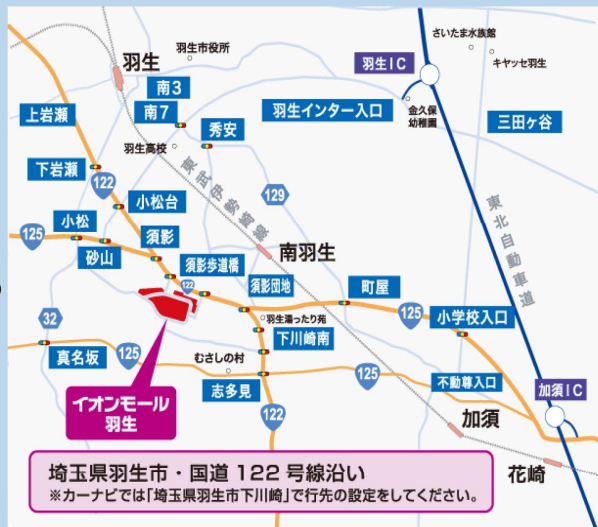 さいたま水族館
羽生市役所
キヤッセ羽生
羽生
羽生IC
南3
金久保
幼稚園
羽生インター入口
上岩瀬
南7
三田ヶ谷
秀安
羽生高校
下岩瀬
122
東武伊勢崎線
129
小松台
東北自動車道
小松
125
須影
南羽生
砂山
須影歩道橋
122
須影団地
町屋
125
小学校入口
羽生湯ったり苑
32
下川崎南
真名坂
125
むさしの村
志多見
125
不動尊入口
加須IC
イオンモール
羽生
122
加須
花崎
埼玉県羽生市・国道122号線沿い
※カーナビでは「埼玉県羽生市下川崎」で行先の設定をしてください。